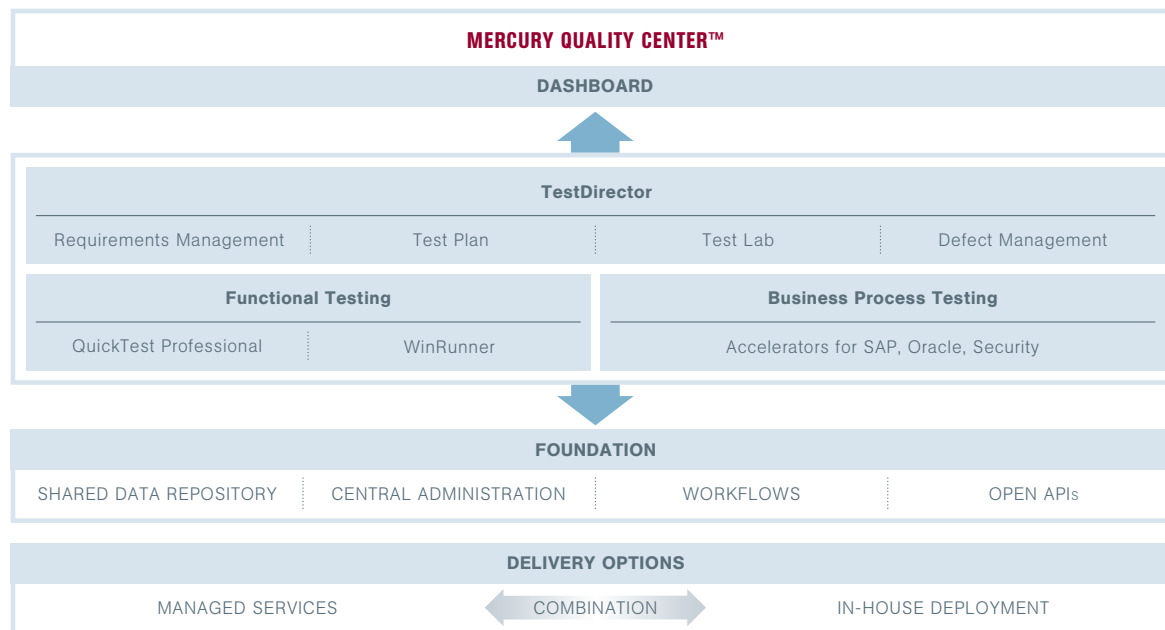 MERCURY QUALITY CENTER™
DASHBOARD
TestDirector
Requirements Management Test Plan Test Lab Defect Management
Functional Testing Business Process Testing
QuickTest Professional WinRunner Accelerators for SAP, Oracle, Security
FOUNDATION
SHARED DATA REPOSITORY CENTRAL ADMINISTRATION WORKFLOWS OPEN APIs
DELIVERY OPTIONS
MANAGED SERVICES COMBINATION IN-HOUSE DEPLOYMENT